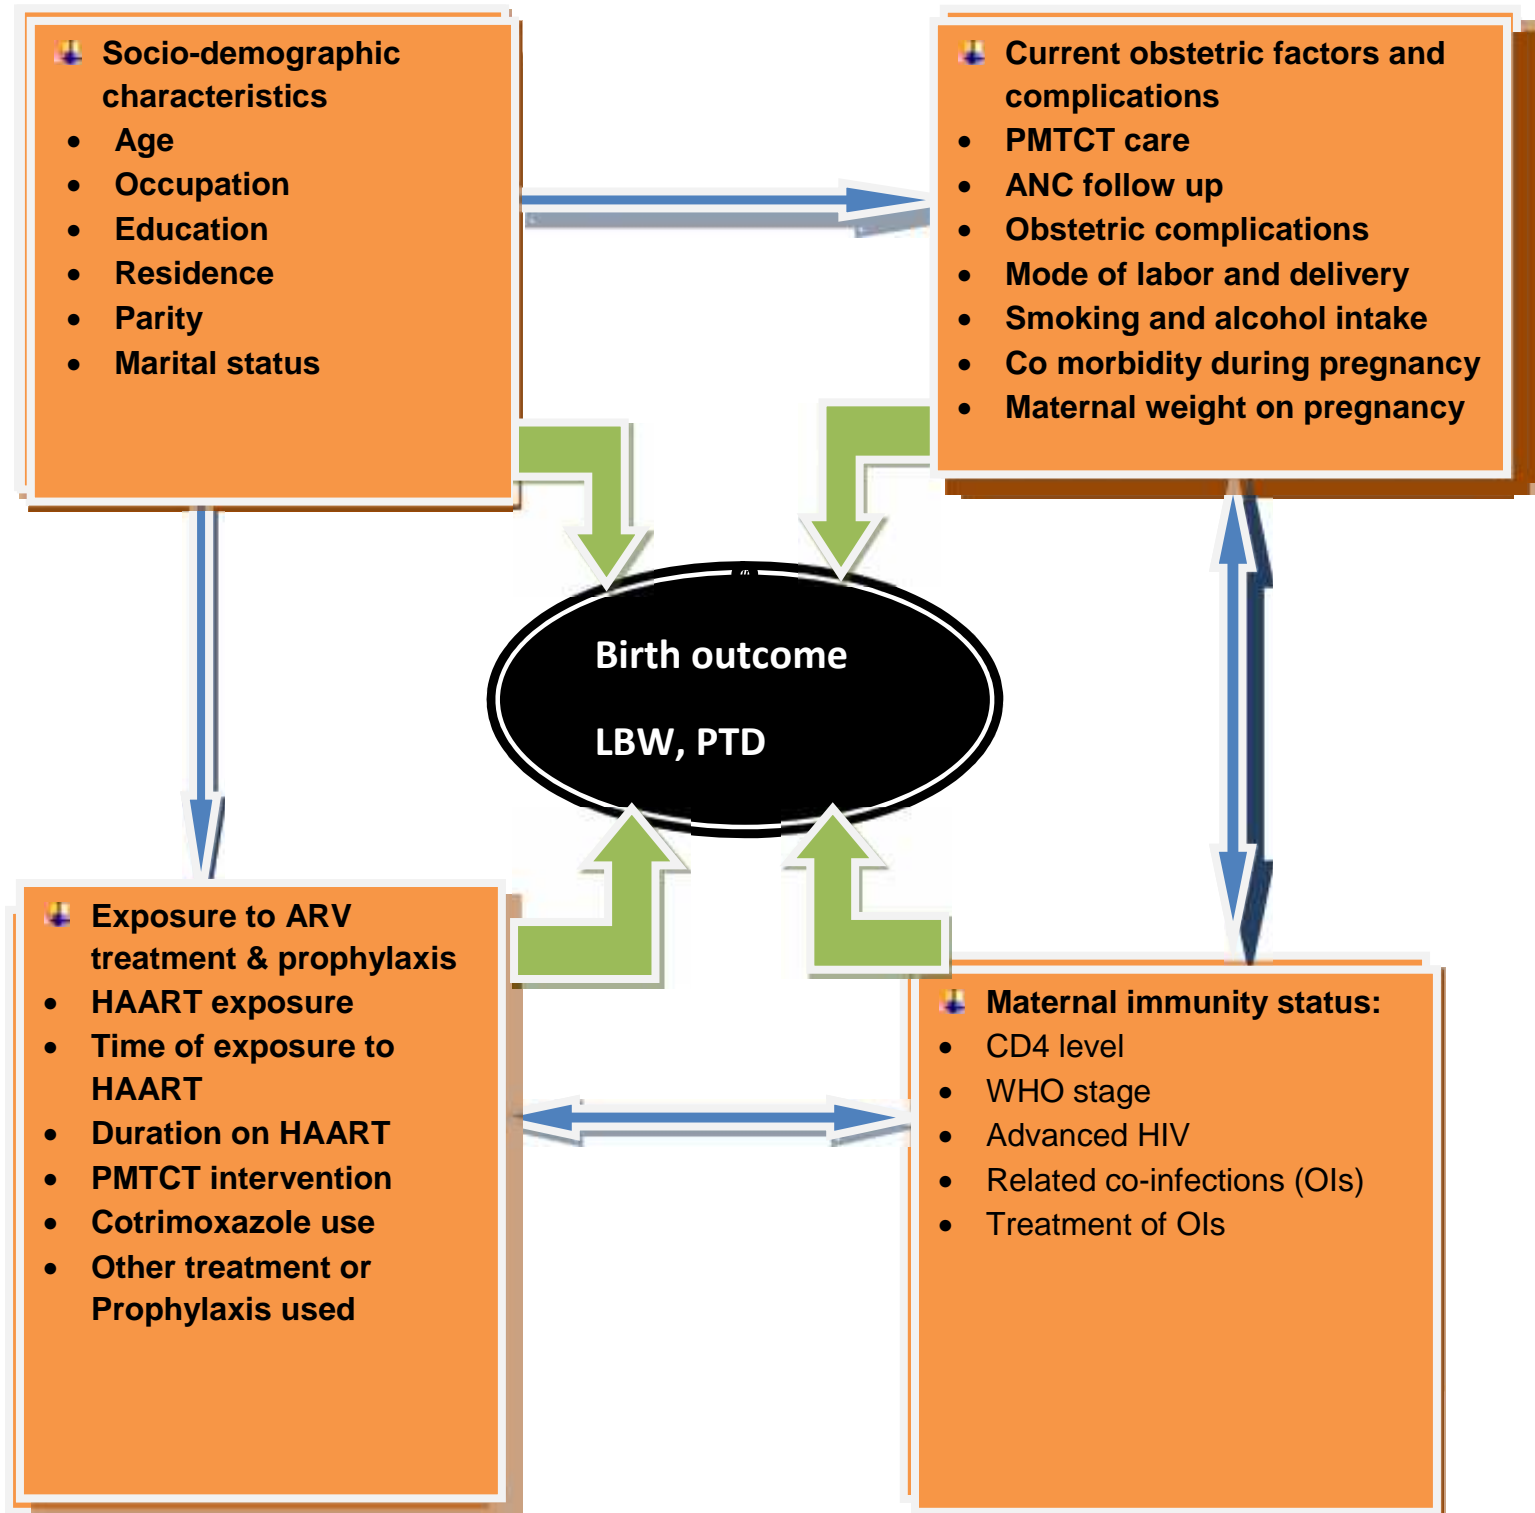 Socio-demographic
characteristics
• Age
• Occupation
• Education
• Residence
• Parity
• Marital status
Current obstetric factors and
complications
• PMTCT care
• ANC follow up
• Obstetric complications
• Mode of labor and delivery
• Smoking and alcohol intake
• Co morbidity during pregnancy
• Maternal weight on pregnancy
Birth outcome
LBW, PTD
Exposure to ARV
treatment & prophylaxis
• HAART exposure
• Time of exposure to
HAART
• Duration on HAART
• PMTCT intervention
• Cotrimoxazole use
• Other treatment or
Prophylaxis used
Maternal immunity status:
• CD4 level
• WHO stage
• Advanced HIV
• Related co-infections (OIs)
• Treatment of OIs